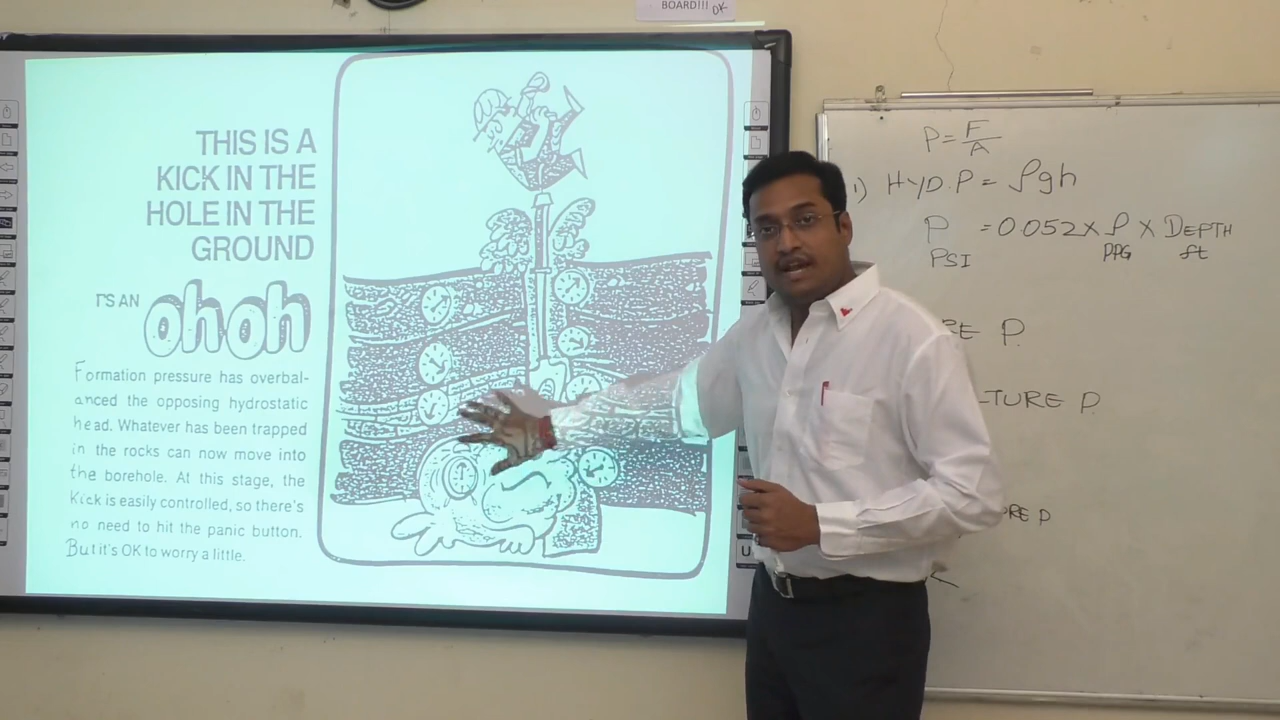 BOARD!!! OK
THIS IS A
KICK IN THE
HOLE IN THE
GROUND
IT'S AN ohoh
Formation pressure has overbal-
anced the opposing hydrostatic
head. Whatever has been trapped
in the rocks can now move into
the borehole. At this stage, the
Kick is easily controlled, so there's
no need to hit the panic button.
But it's OK to worry a little.
P = F/A
1) HYD.P = ρgh
P = 0.052 × ρ × DEPTH
PSI PPG ft
RE P.
TURE P.
RE P